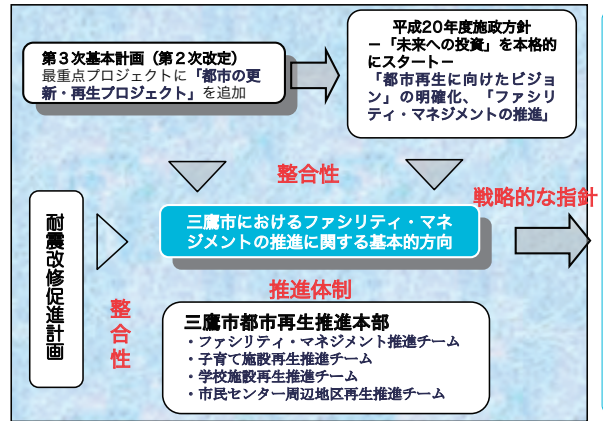 第３次基本計画（第２次改定）
最重点プロジェクトに「都市の更
新・再生プロジェクト」を追加
平成20年度施政方針
－「未来への投資」を本格的
にスタート－
「都市再生に向けたビジョ
ン」の明確化、「ファシリ
ティ・マネジメントの推進」
整合性
戦略的な指針
耐震改修促進計画
整合性
三鷹市におけるファシリティ・マネ
ジメントの推進に関する基本的方向
推進体制
三鷹市都市再生推進本部
・ファシリティ・マネジメント推進チーム
・子育て施設再生推進チーム
・学校施設再生推進チーム
・市民センター周辺地区再生推進チーム